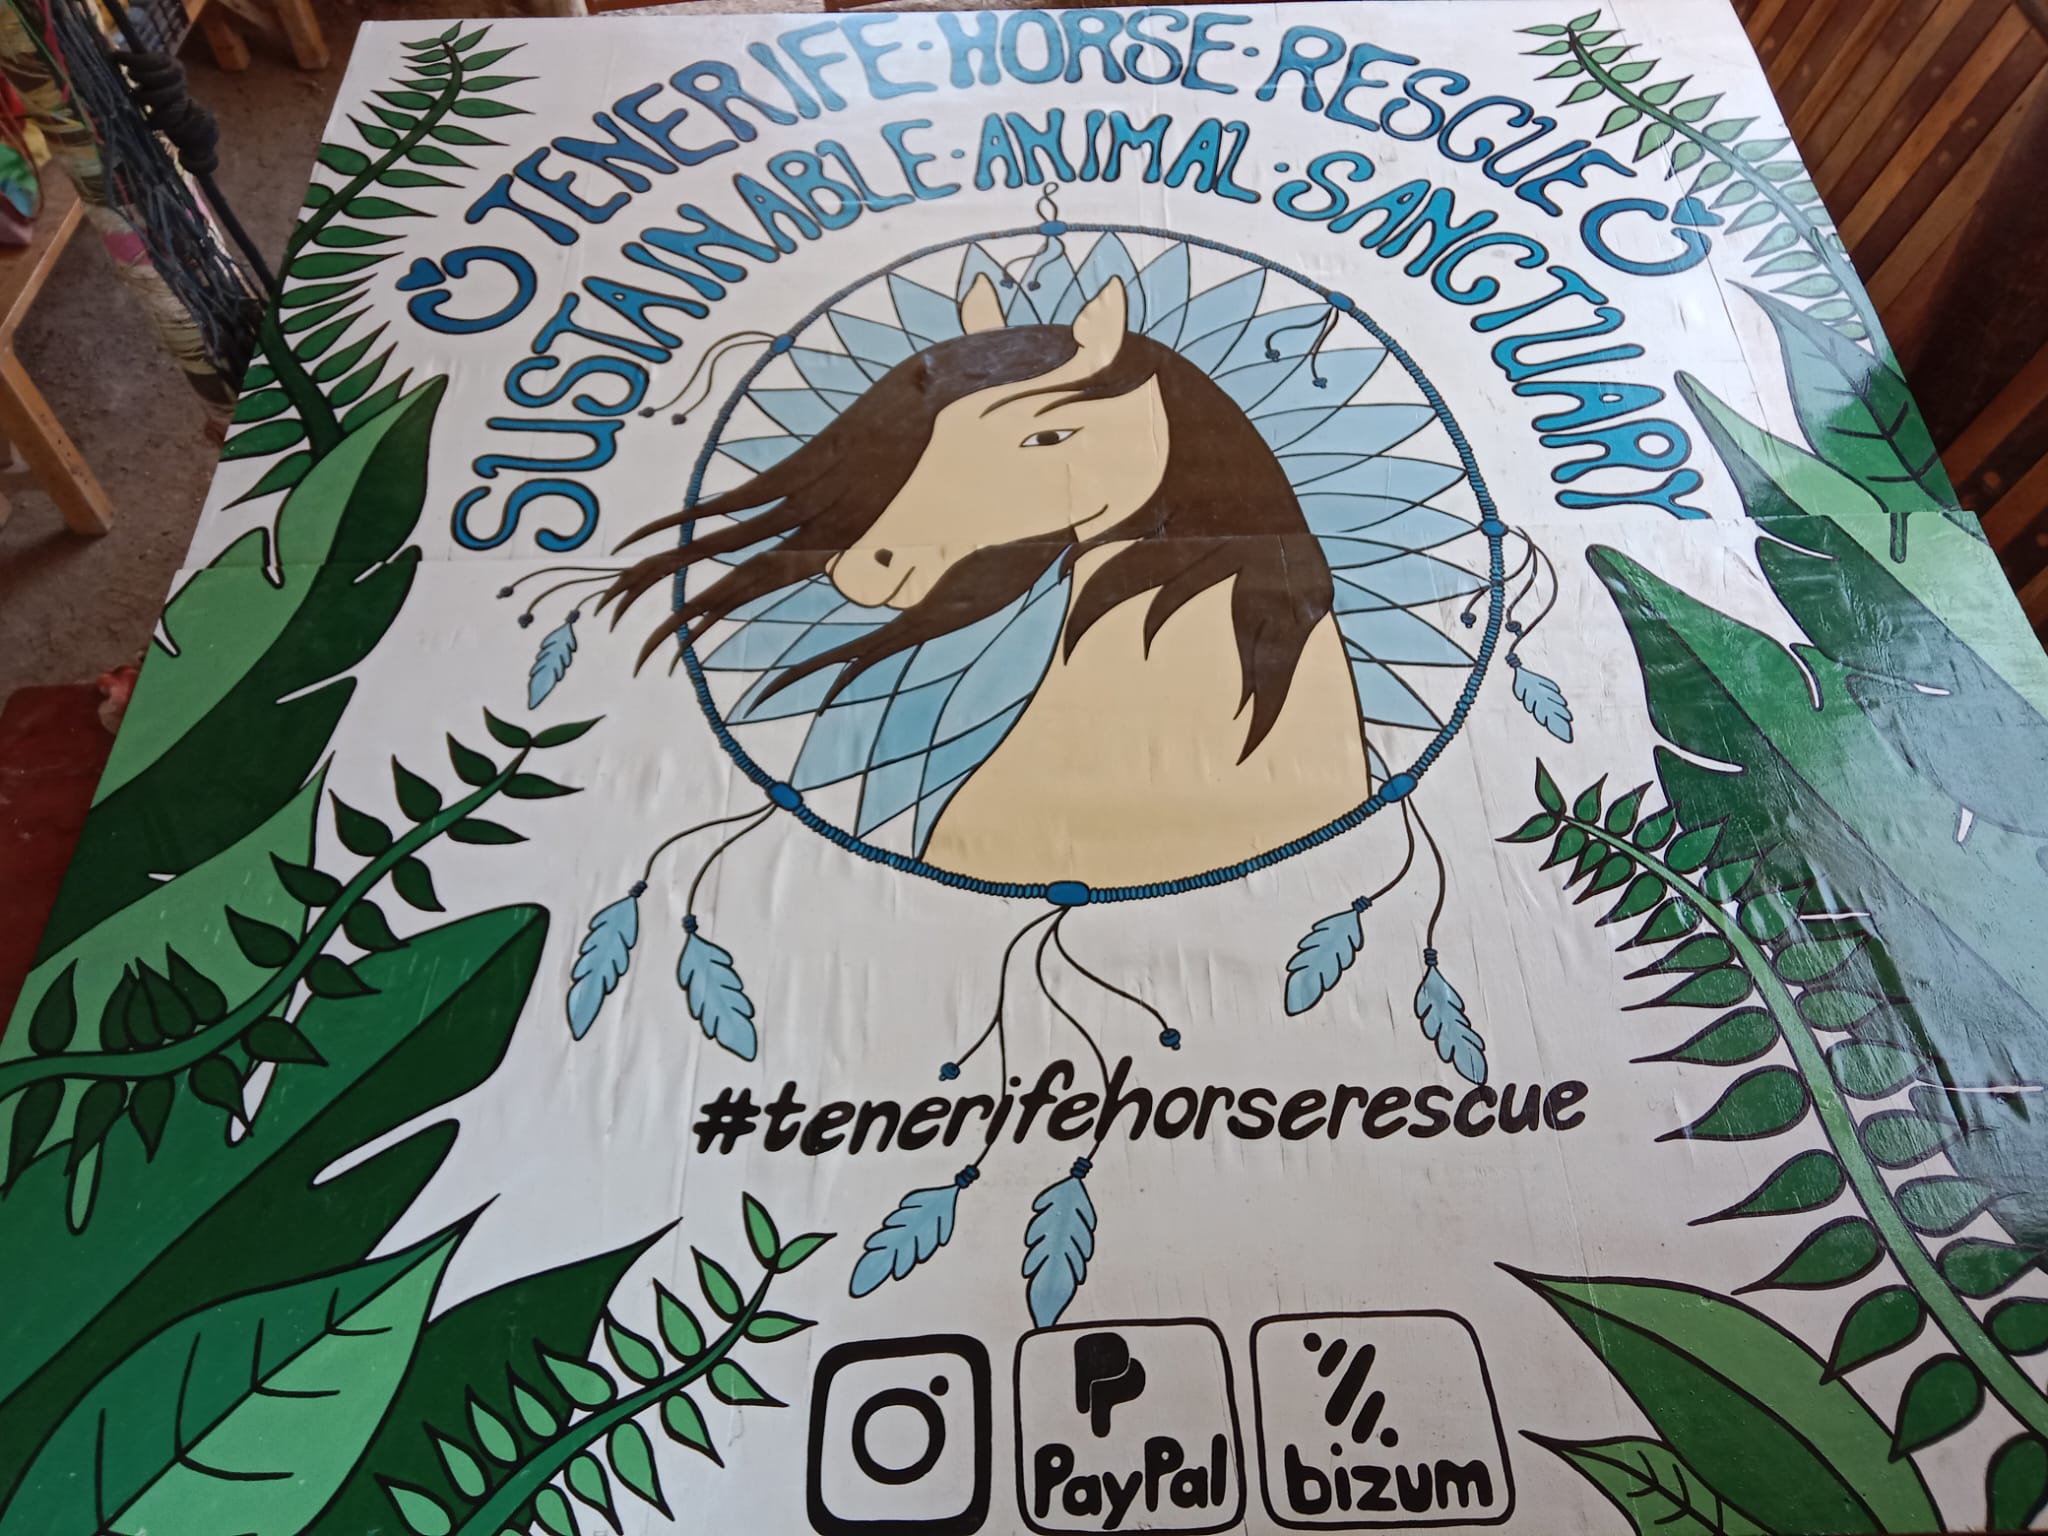 TENERIFE·HORSE·RESCUE
SUSTAINABLE·ANIMAL·SANCTUARY
#tenerifehorserescue
PayPal
bizum